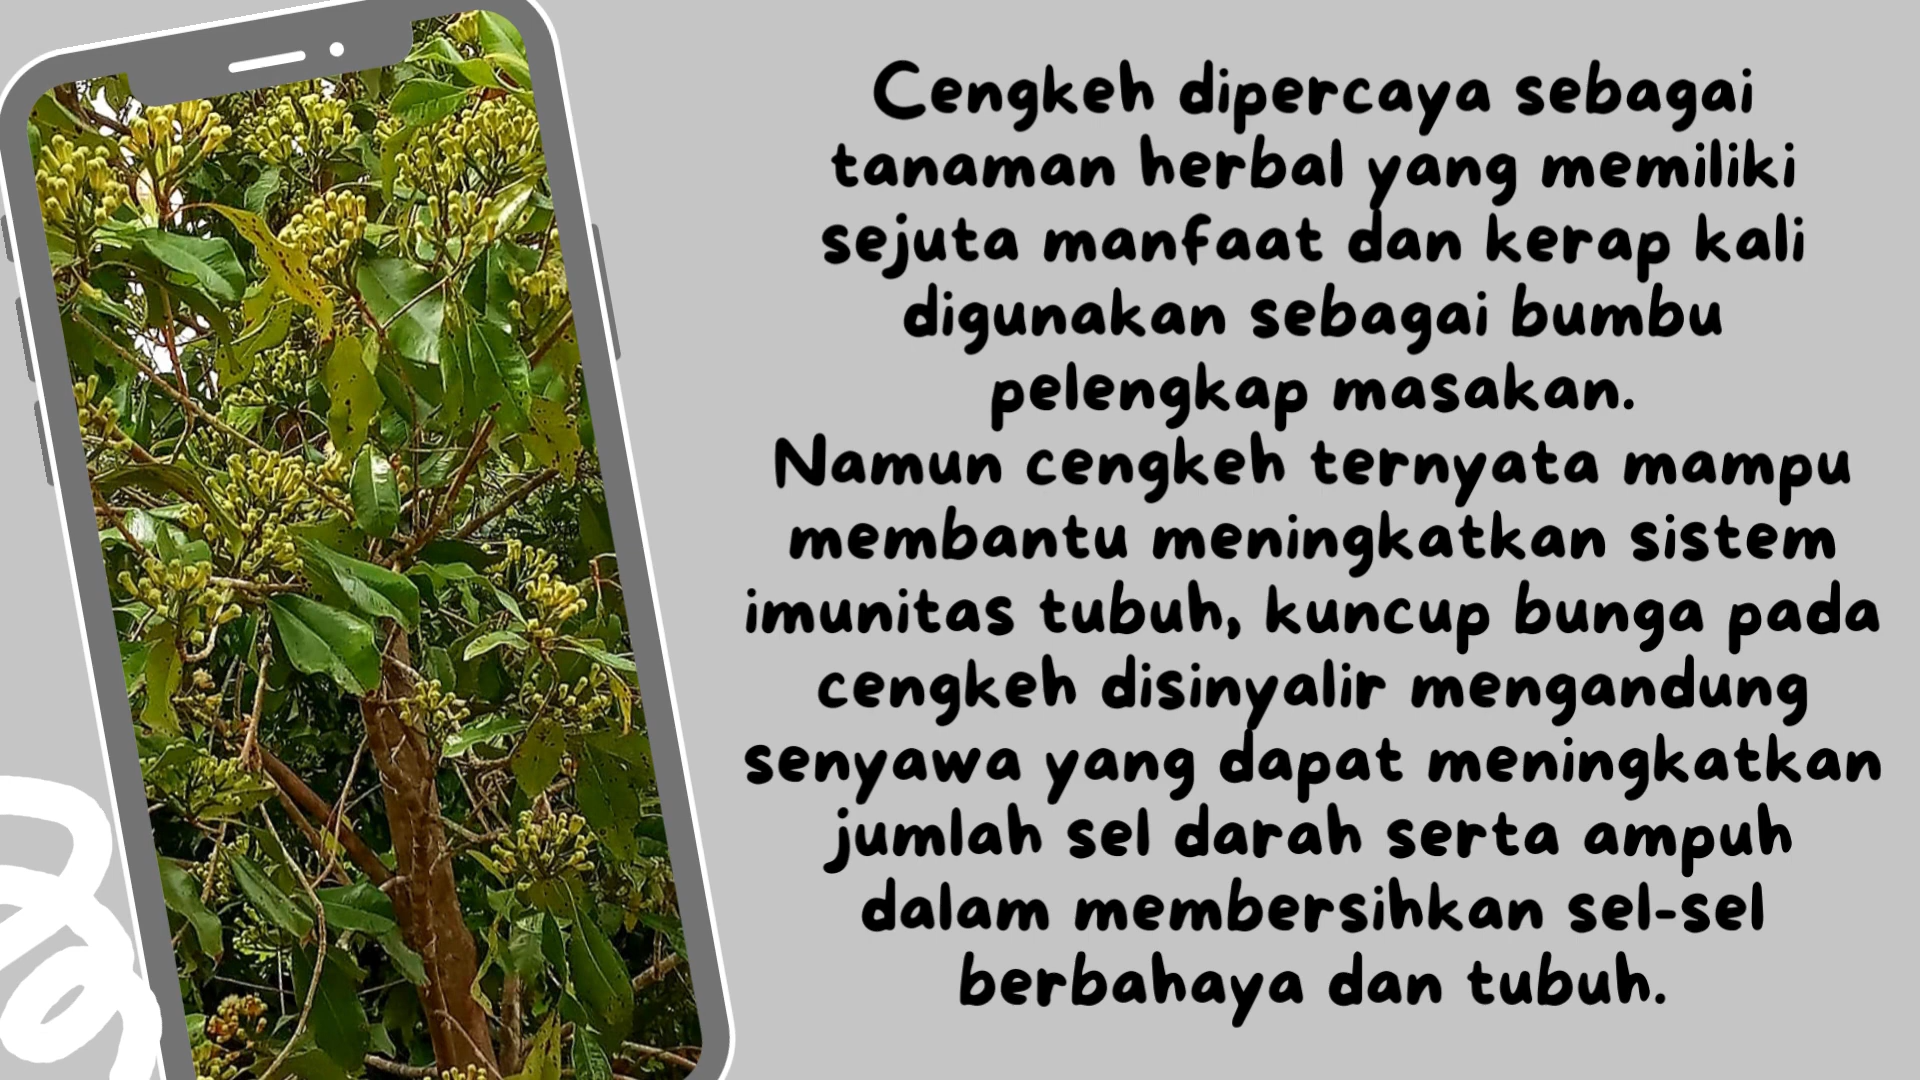 Cengkeh dipercaya sebagai
tanaman herbal yang memiliki
sejuta manfaat dan kerap kali
digunakan sebagai bumbu
pelengkap masakan.
Namun cengkeh ternyata mampu
membantu meningkatkan sistem
imunitas tubuh, kuncup bunga pada
cengkeh disinyalir mengandung
senyawa yang dapat meningkatkan
jumlah sel darah serta ampuh
dalam membersihkan sel-sel
berbahaya dan tubuh.